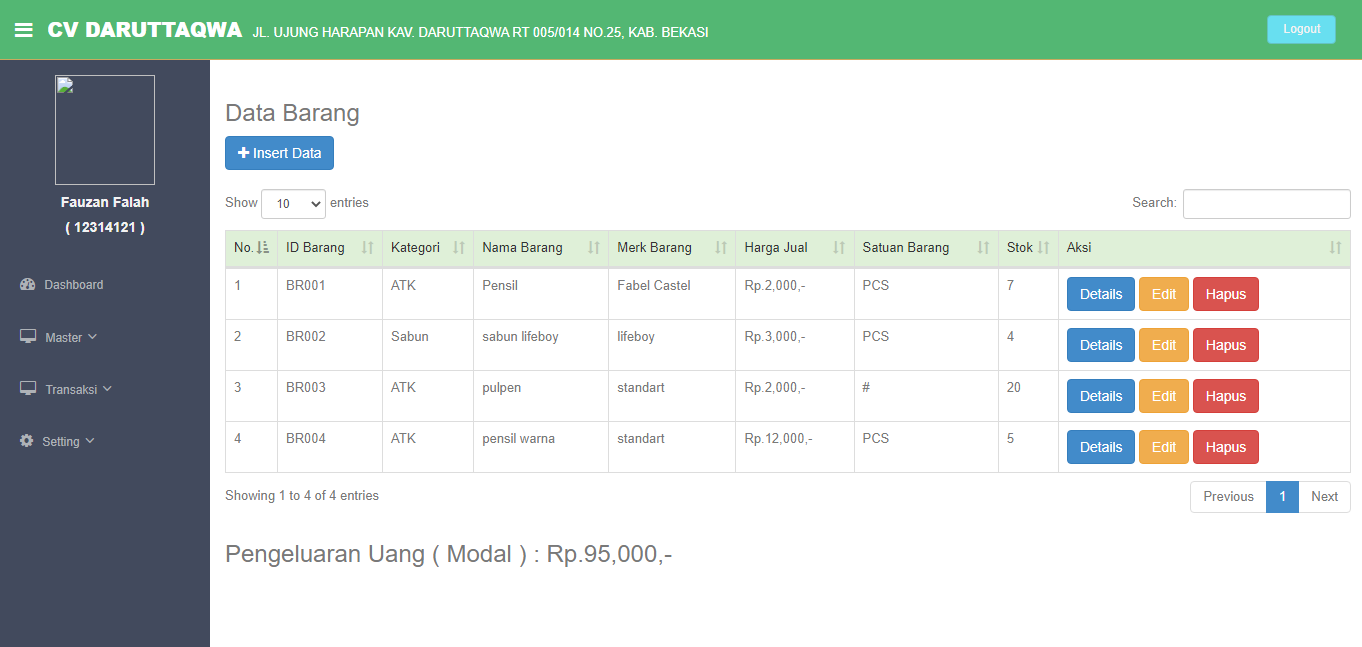 CV DARUTTAQWA JL. UJUNG HARAPAN KAV. DARUTTAQWA RT 005/014 NO.25, KAB. BEKASI Logout
Fauzan Falah
( 12314121 )
Dashboard
Master
Transaksi
Setting
Data Barang
Insert Data
Show 10 entries Search:
No. ID Barang Kategori Nama Barang Merk Barang Harga Jual Satuan Barang Stok Aksi
1 BR001 ATK Pensil Fabel Castel Rp.2,000,- PCS 7 Details Edit Hapus
2 BR002 Sabun sabun lifeboy lifeboy Rp.3,000,- PCS 4 Details Edit Hapus
3 BR003 ATK pulpen standart Rp.2,000,- # 20 Details Edit Hapus
4 BR004 ATK pensil warna standart Rp.12,000,- PCS 5 Details Edit Hapus
Showing 1 to 4 of 4 entries Previous 1 Next
Pengeluaran Uang ( Modal ) : Rp.95,000,-